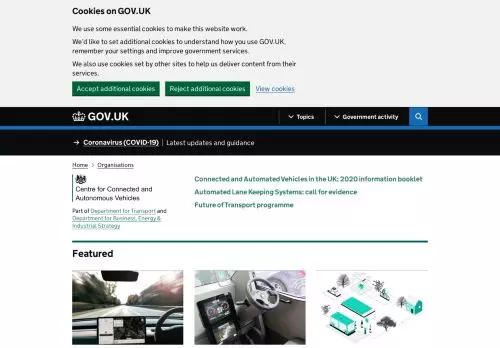 Cookies on GOV.UK
We use some essential cookies to make this website work.
We'd like to set additional cookies to understand how you use GOV.UK,
remember your settings and improve government services.
We also use cookies set by other sites to help us deliver content from their
services.
Accept additional cookies Reject additional cookies View cookies
GOV.UK Topics Government activity
→ Coronavirus (COVID-19) | Latest updates and guidance
Home > Organisations
Centre for Connected and
Autonomous Vehicles
Part of Department for Transport and
Department for Business, Energy &
Industrial Strategy
Connected and Automated Vehicles in the UK: 2020 information booklet
Automated Lane Keeping Systems: call for evidence
Future of Transport programme
Featured